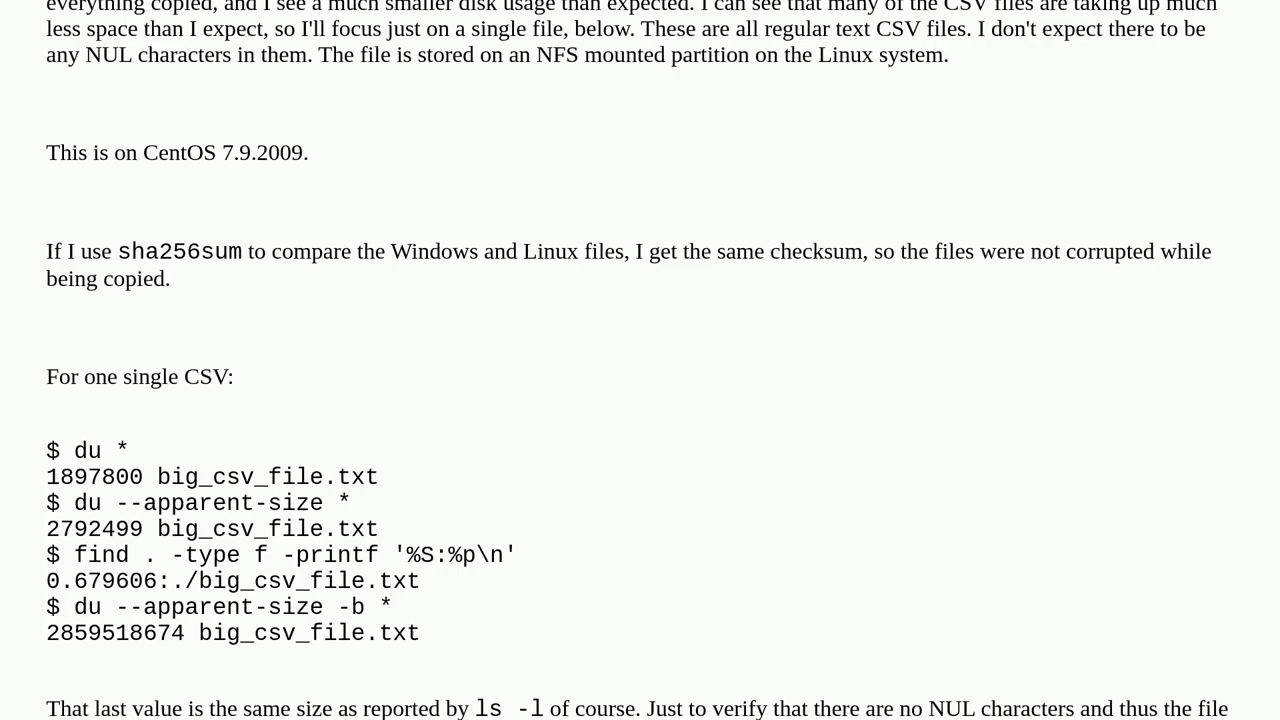 everything copied, and I see a much smaller disk usage than expected. I can see that many of the CSV files are taking up much
less space than I expect, so I'll focus just on a single file, below. These are all regular text CSV files. I don't expect there to be
any NUL characters in them. The file is stored on an NFS mounted partition on the Linux system.
This is on CentOS 7.9.2009.
If I use sha256sum to compare the Windows and Linux files, I get the same checksum, so the files were not corrupted while
being copied.
For one single CSV:
$ du *
1897800 big_csv_file.txt
$ du --apparent-size *
2792499 big_csv_file.txt
$ find . -type f -printf '%S:%p\n'
0.679606:./big_csv_file.txt
$ du --apparent-size -b *
2859518674 big_csv_file.txt
That last value is the same size as reported by ls -l of course. Just to verify that there are no NUL characters and thus the file